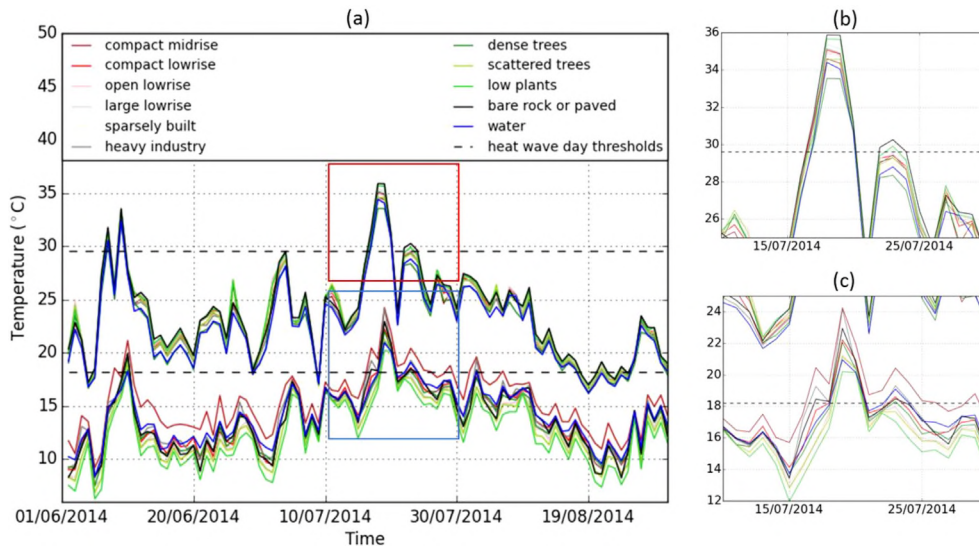 (a)
50
45
40
35
30
25
20
15
10
Temperature (°C)
compact midrise
compact lowrise
open lowrise
large lowrise
sparsely built
heavy industry
dense trees
scattered trees
low plants
bare rock or paved
water
heat wave day thresholds
01/06/2014 20/06/2014 10/07/2014 30/07/2014 19/08/2014
Time
(b)
36
34
32
30
28
26
15/07/2014 25/07/2014
(c)
24
22
20
18
16
14
12
15/07/2014 25/07/2014